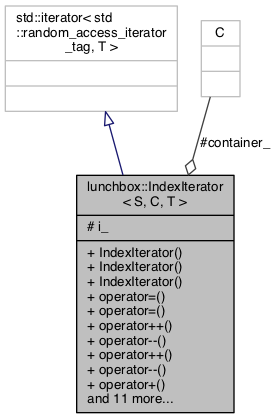 std::iterator< std
::random_access_iterator
_tag, T >
C
#container_
lunchbox::IndexIterator
< S, C, T >
# i_
+ IndexIterator()
+ IndexIterator()
+ IndexIterator()
+ operator=()
+ operator=()
+ operator++()
+ operator--()
+ operator++()
+ operator--()
+ operator+()
and 11 more...